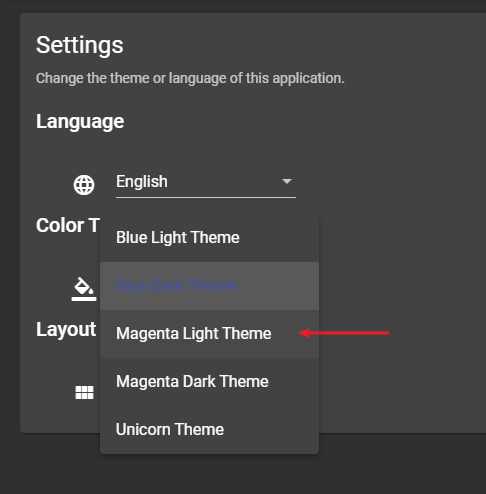 Settings
Change the theme or language of this application.
Language
English
Color T
Blue Light Theme
Blue Dark Theme
Layout
Magenta Light Theme
Magenta Dark Theme
Unicorn Theme